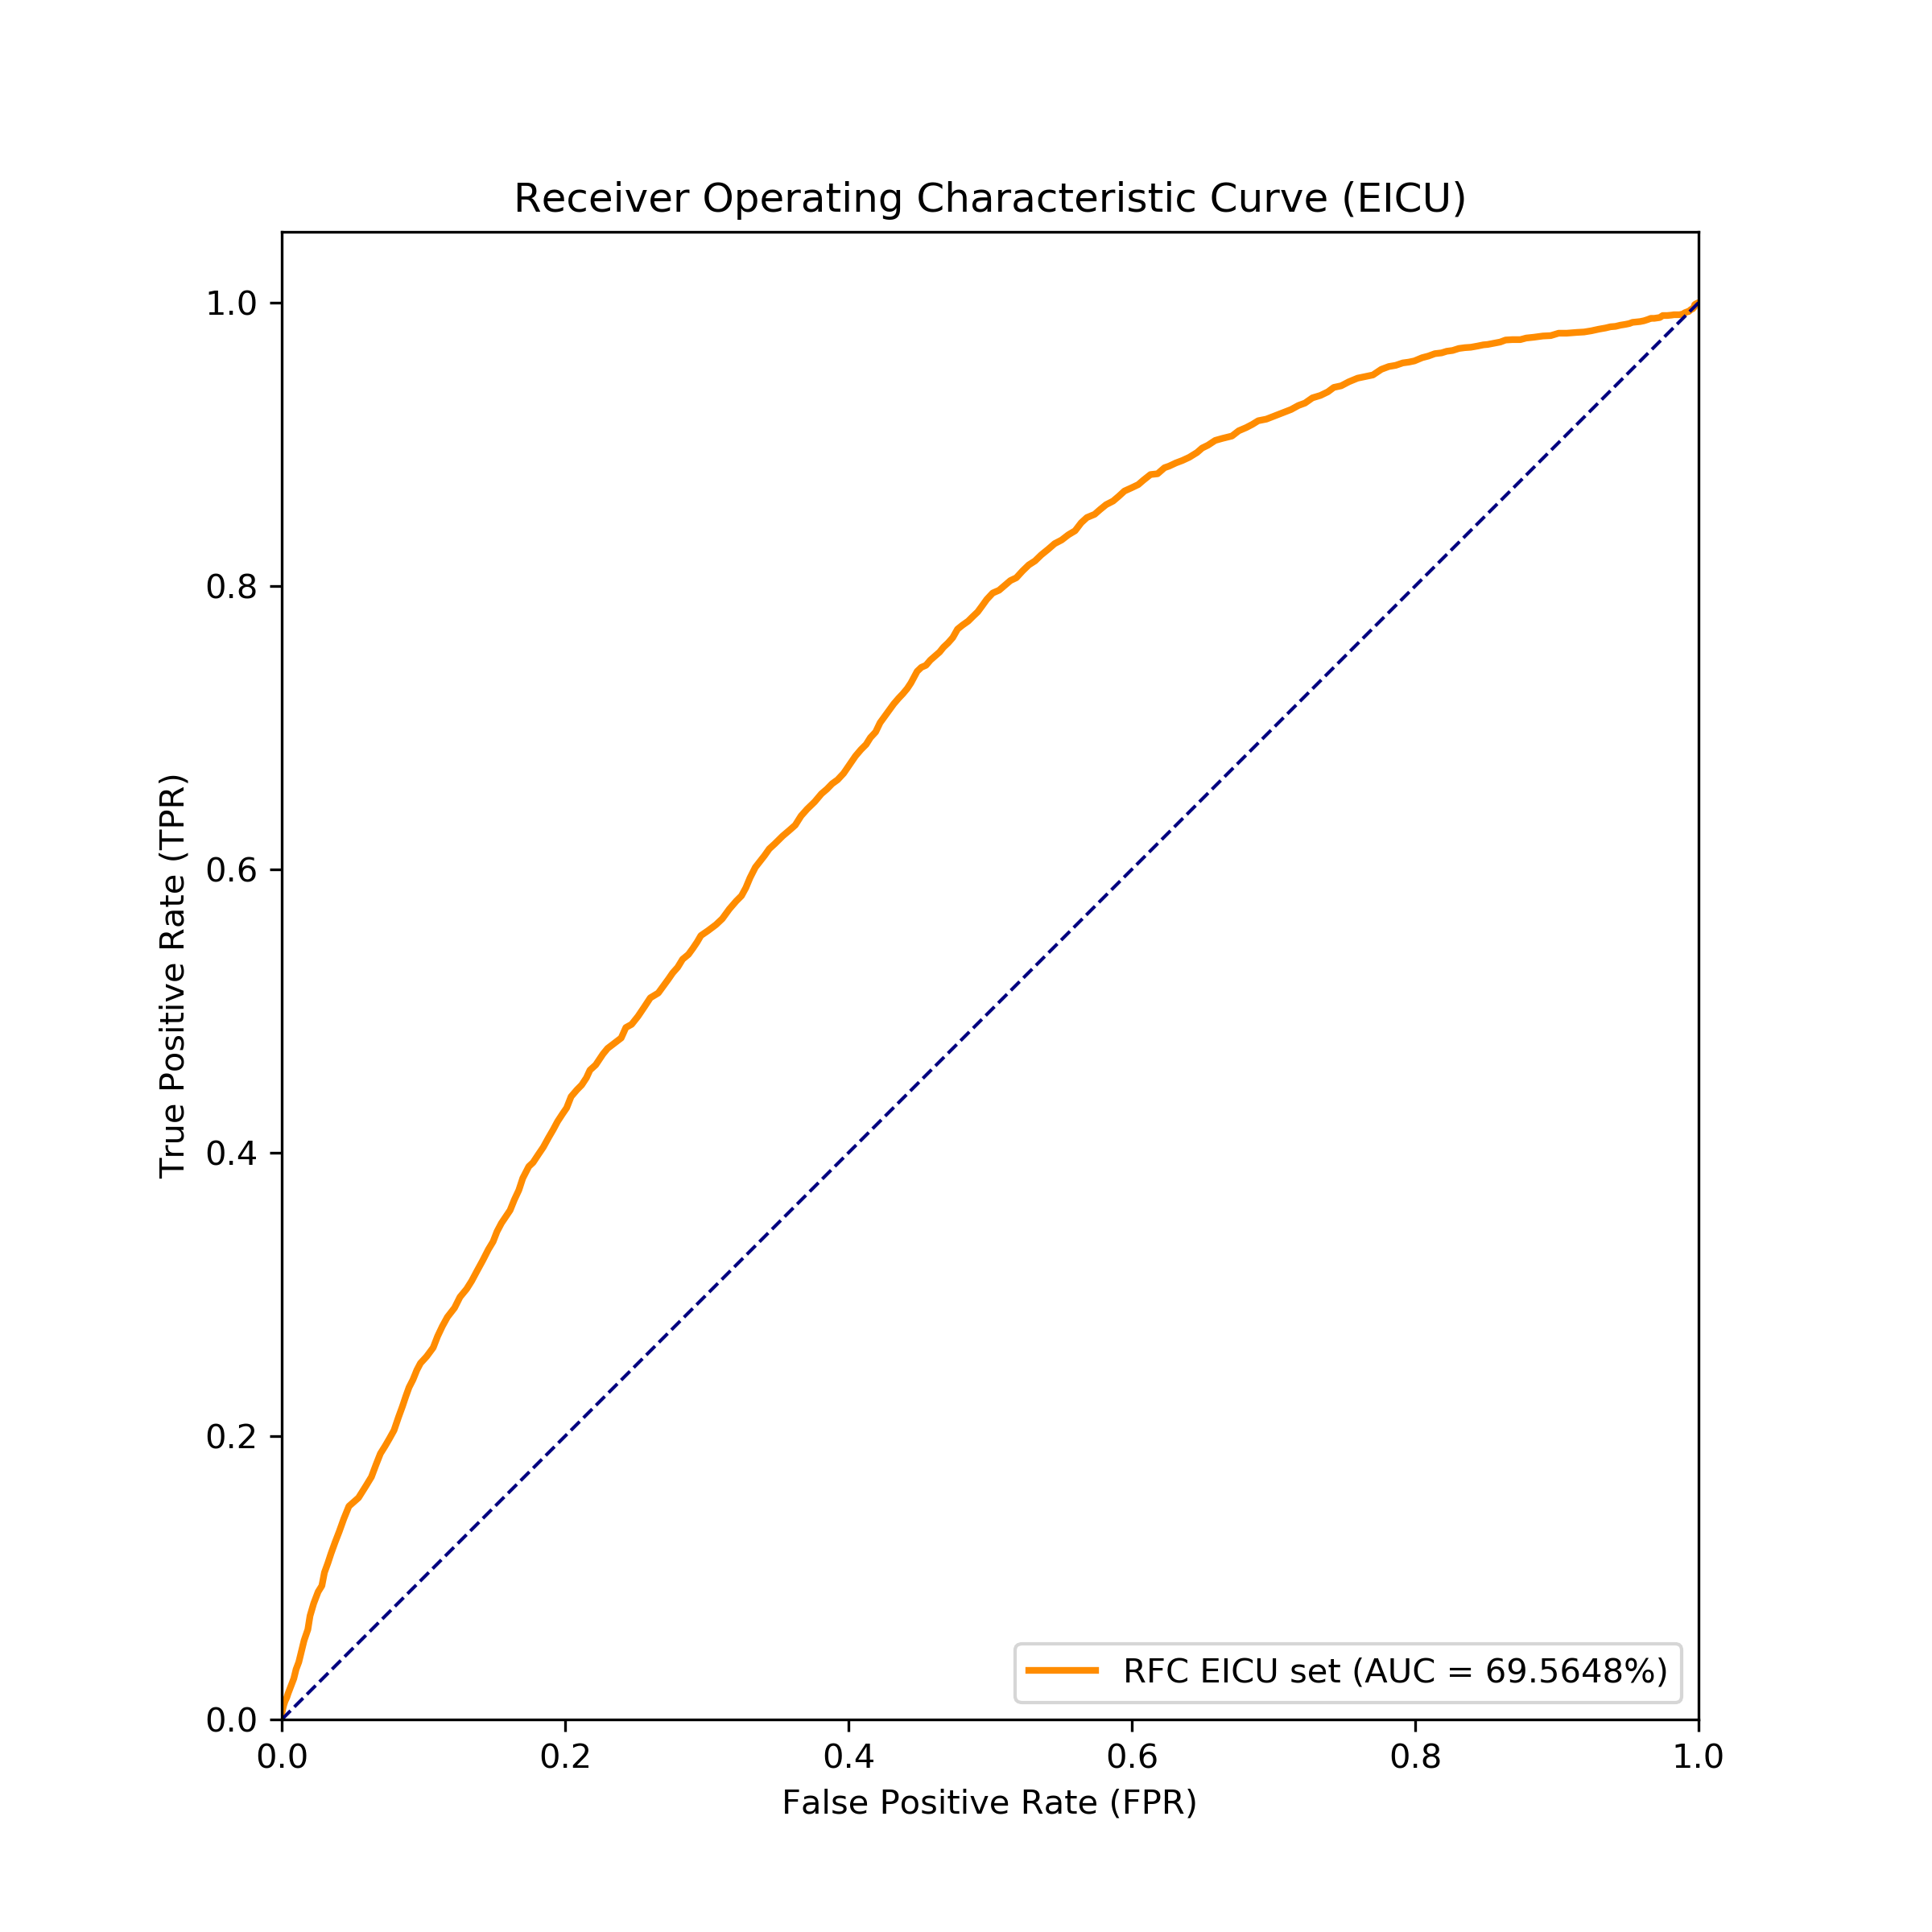 Receiver Operating Characteristic Curve (EICU)
True Positive Rate (TPR)
1.0
0.8
0.6
0.4
0.2
0.0
RFC EICU set (AUC = 69.5648%)
0.0 0.2 0.4 0.6 0.8 1.0
False Positive Rate (FPR)